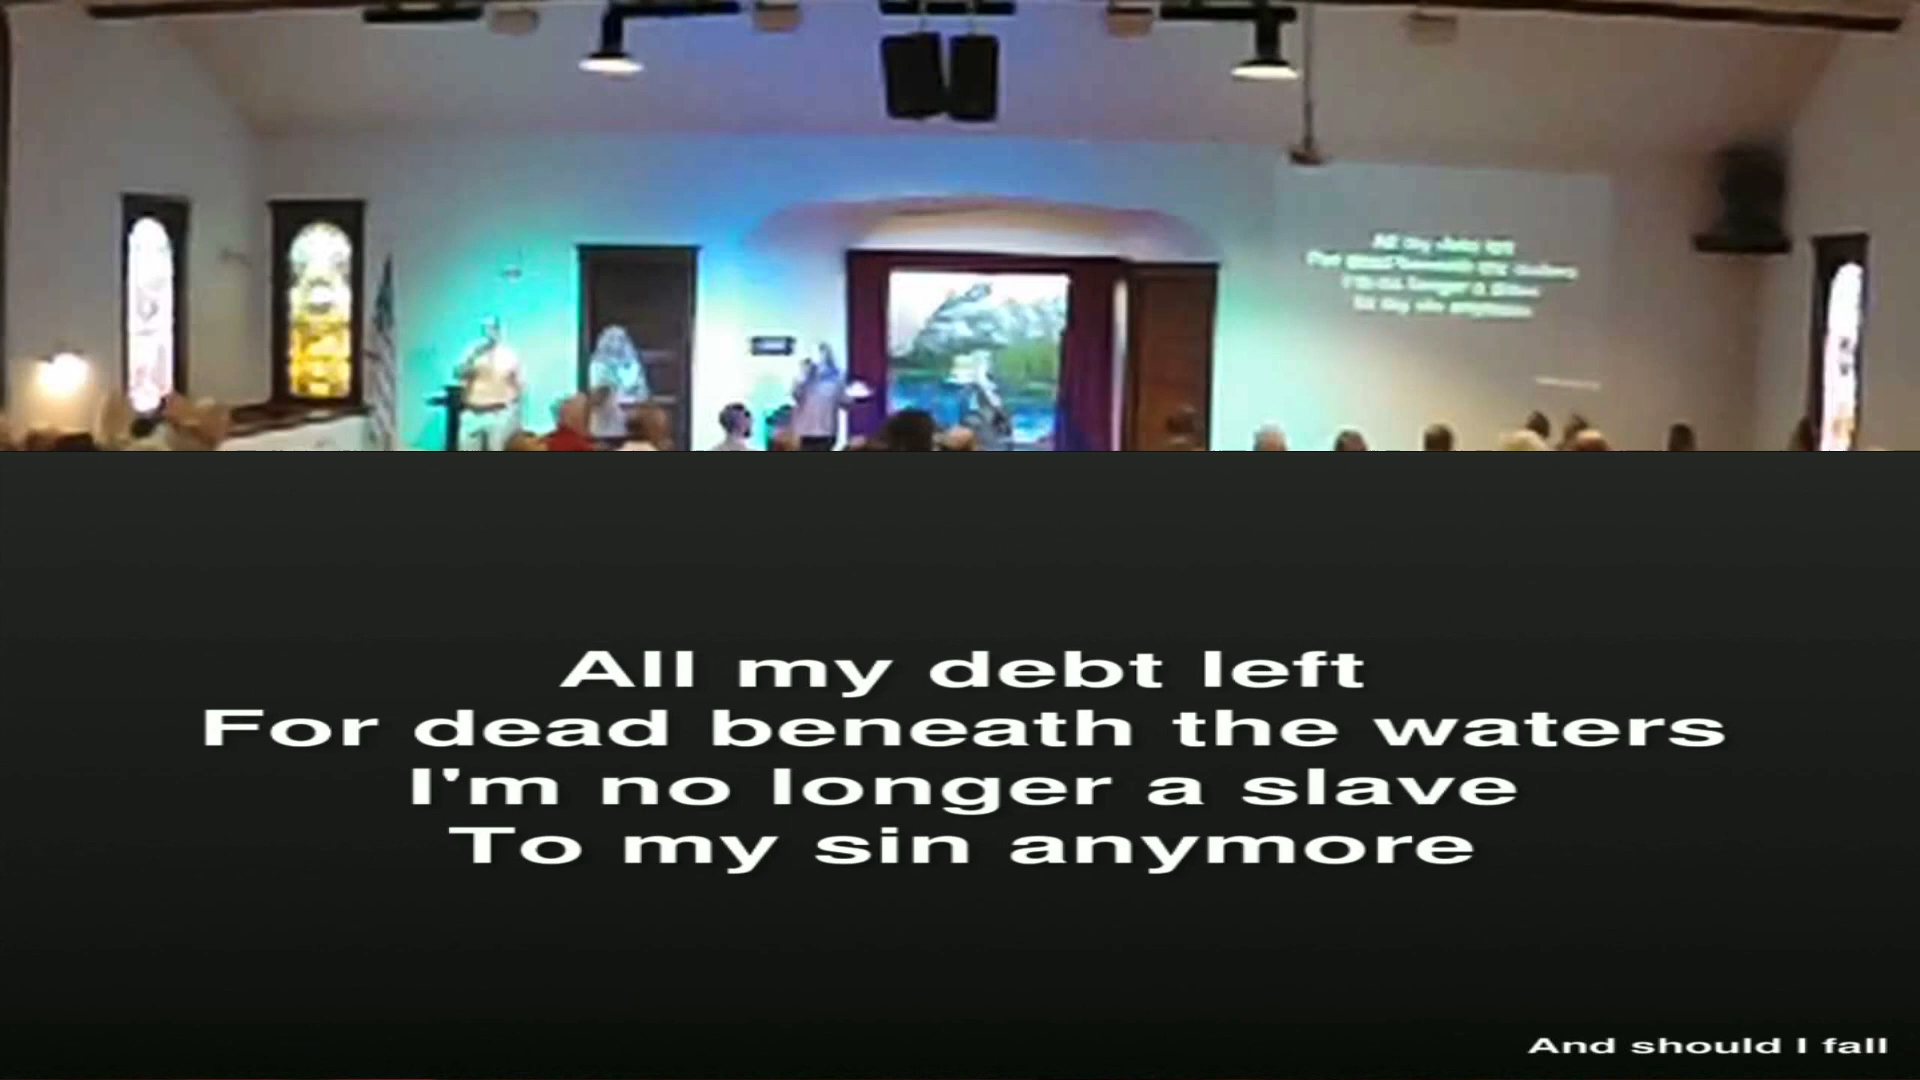 All my debt left
For dead beneath the waters
I'm no longer a slave
To my sin anymore
And should I fall